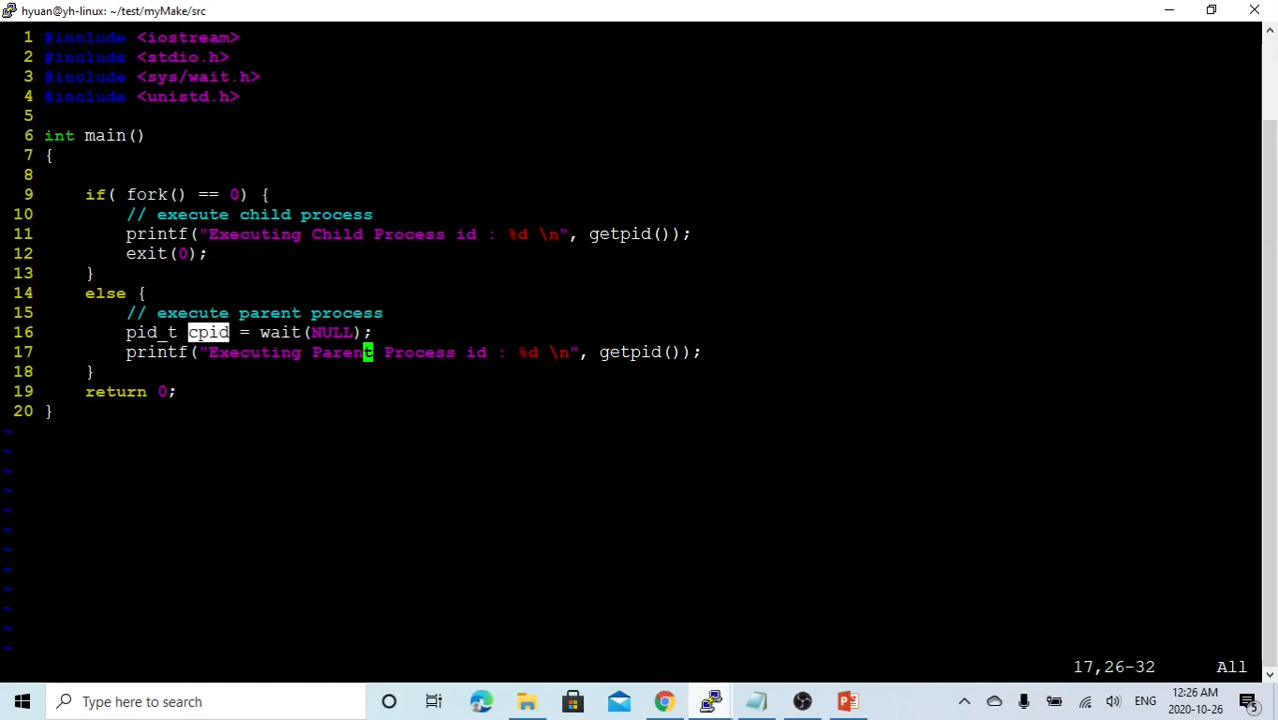 hyuan@yh-linux: ~/test/myMake/src
1 #include <iostream>
2 #include <stdio.h>
3 #include <sys/wait.h>
4 #include <unistd.h>
5
6 int main()
7 {
8
9     if( fork() == 0) {
10         // execute child process
11         printf("Executing Child Process id : %d \n", getpid());
12         exit(0);
13     }
14     else {
15         // execute parent process
16         pid_t cpid = wait(NULL);
17         printf("Executing Parent Process id : %d \n", getpid());
18     }
19     return 0;
20 }
~
~
~
~
~
~
~
~
~
~
~
~
17,26-32 All
Type here to search
ENG
12:26 AM
2020-10-26
5